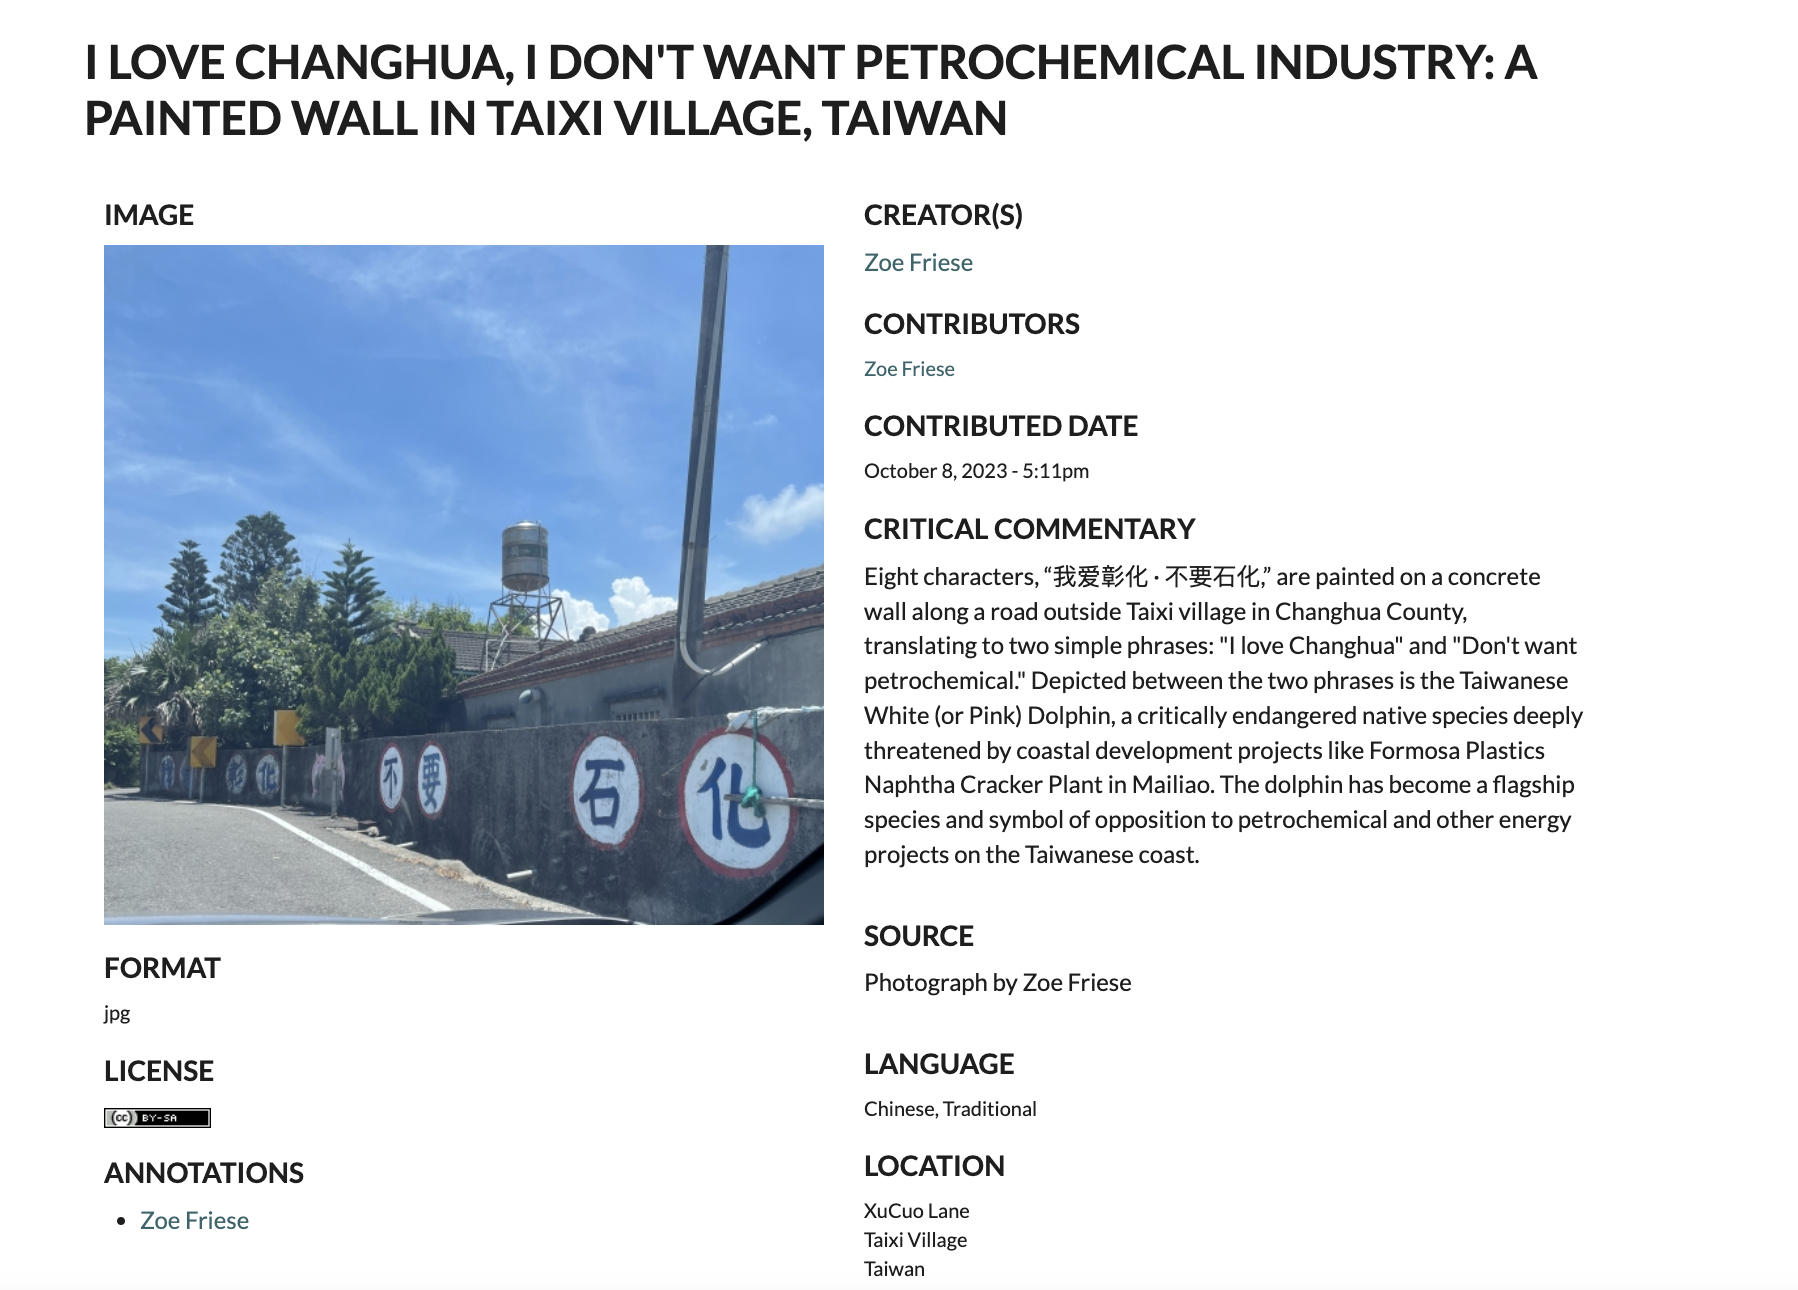 I LOVE CHANGHUA, I DON'T WANT PETROCHEMICAL INDUSTRY: A
PAINTED WALL IN TAIXI VILLAGE, TAIWAN
IMAGE
彰化
不要
石化
FORMAT
jpg
LICENSE
cc BY-SA
ANNOTATIONS
• Zoe Friese
CREATOR(S)
Zoe Friese
CONTRIBUTORS
Zoe Friese
CONTRIBUTED DATE
October 8, 2023 - 5:11pm
CRITICAL COMMENTARY
Eight characters, “我爱彰化 · 不要石化,” are painted on a concrete
wall along a road outside Taixi village in Changhua County,
translating to two simple phrases: "I love Changhua" and "Don't want
petrochemical." Depicted between the two phrases is the Taiwanese
White (or Pink) Dolphin, a critically endangered native species deeply
threatened by coastal development projects like Formosa Plastics
Naphtha Cracker Plant in Mailiao. The dolphin has become a flagship
species and symbol of opposition to petrochemical and other energy
projects on the Taiwanese coast.
SOURCE
Photograph by Zoe Friese
LANGUAGE
Chinese, Traditional
LOCATION
XuCuo Lane
Taixi Village
Taiwan